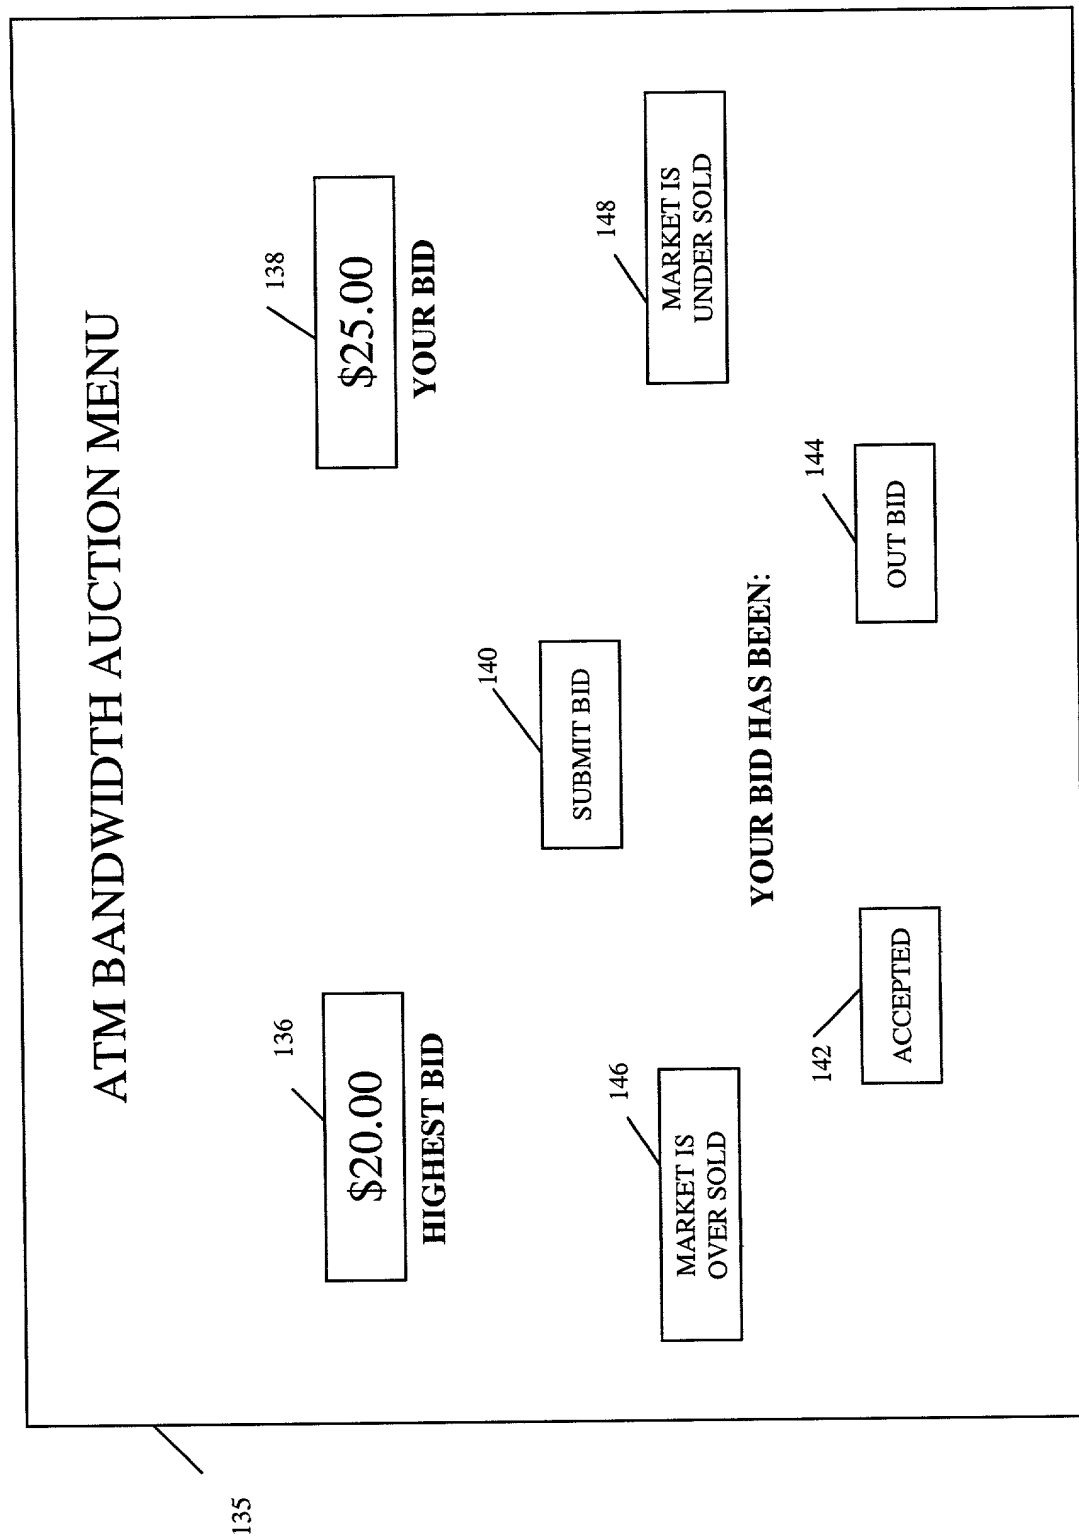 ATM BANDWIDTH AUCTION MENU
136
138
$20.00
$25.00
HIGHEST BID
YOUR BID
140
SUBMIT BID
146
148
MARKET IS
OVER SOLD
MARKET IS
UNDER SOLD
YOUR BID HAS BEEN:
142
144
ACCEPTED
OUT BID
135